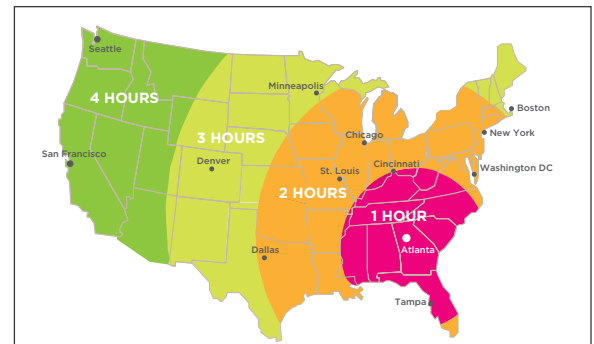 Seattle
4 HOURS
Minneapolis
Boston
3 HOURS
Chicago
New York
San Francisco
Denver
St. Louis
Cincinnati
Washington DC
2 HOURS
1 HOUR
Dallas
Atlanta
Tampa